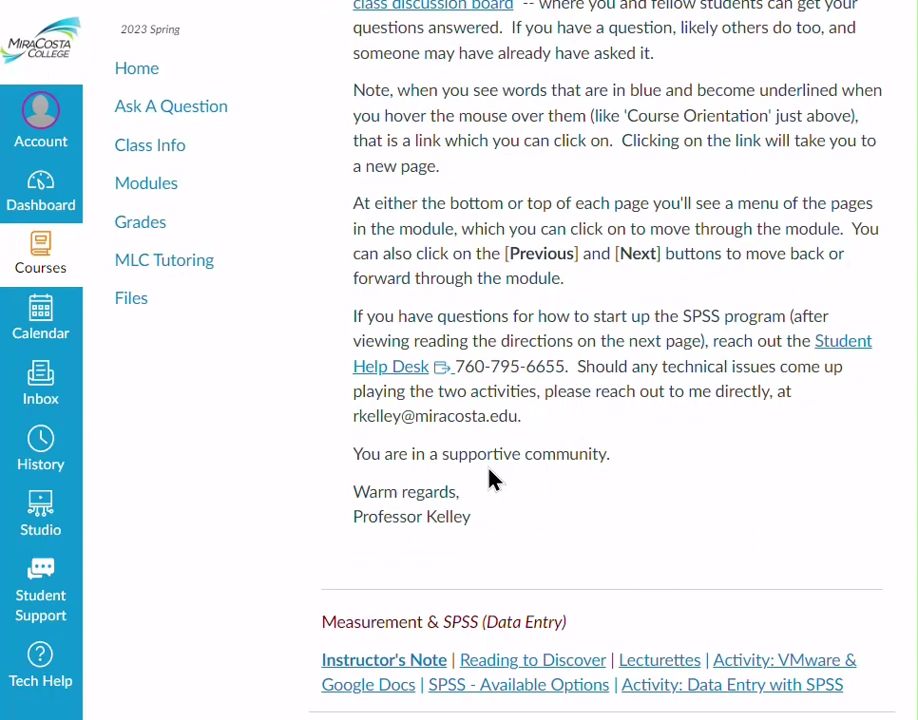 MIRACOSTA
COLLEGE
Account
Dashboard
Courses
Calendar
Inbox
History
Studio
Student
Support
Tech Help
2023 Spring
Home
Ask A Question
Class Info
Modules
Grades
MLC Tutoring
Files
class discussion board -- where you and fellow students can get your
questions answered. If you have a question, likely others do too, and
someone may have already have asked it.
Note, when you see words that are in blue and become underlined when
you hover the mouse over them (like 'Course Orientation' just above),
that is a link which you can click on. Clicking on the link will take you to
a new page.
At either the bottom or top of each page you'll see a menu of the pages
in the module, which you can click on to move through the module. You
can also click on the [Previous] and [Next] buttons to move back or
forward through the module.
If you have questions for how to start up the SPSS program (after
viewing reading the directions on the next page), reach out the Student
Help Desk 760-795-6655. Should any technical issues come up
playing the two activities, please reach out to me directly, at
rkelley@miracosta.edu.
You are in a supportive community.
Warm regards,
Professor Kelley
Measurement & SPSS (Data Entry)
Instructor's Note | Reading to Discover | Lecturettes | Activity: VMware &
Google Docs | SPSS - Available Options | Activity: Data Entry with SPSS